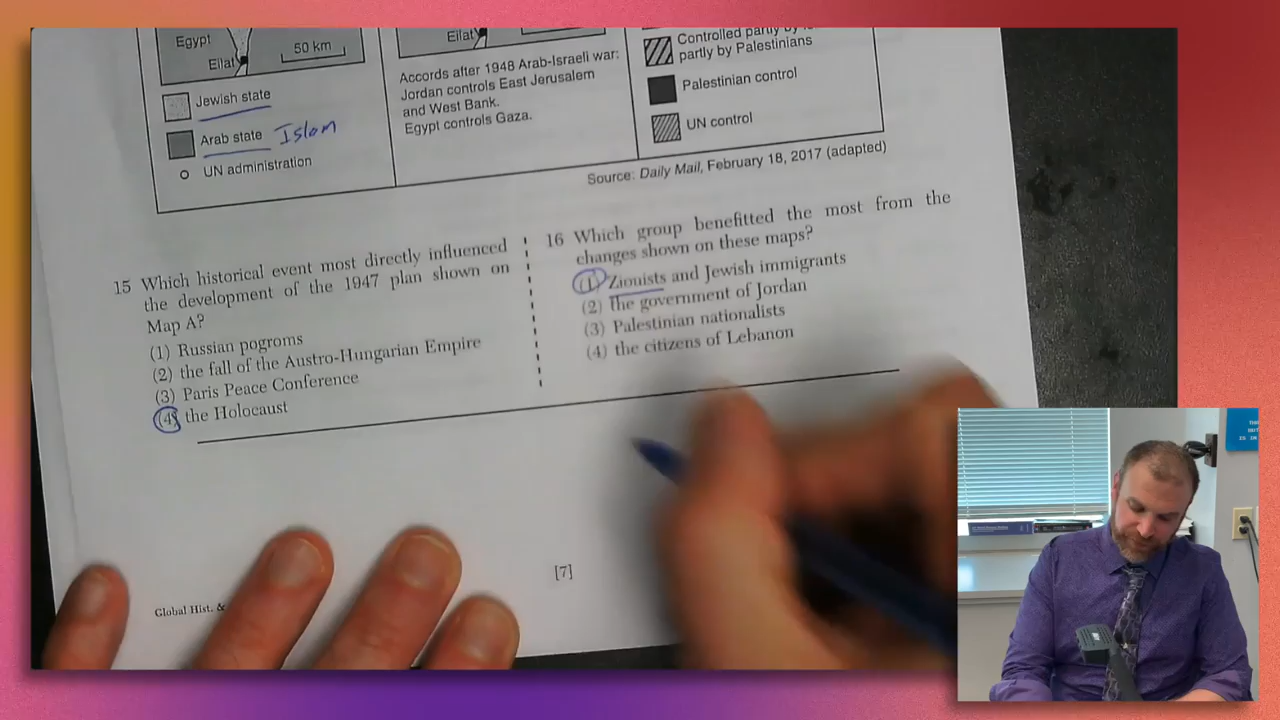 Egypt
50 km
Eilat
Jewish state
Arab state Islam
UN administration
Eilat
Accords after 1948 Arab-Israeli war:
Jordan controls East Jerusalem
and West Bank.
Egypt controls Gaza.
Controlled partly by
partly by Palestinians
Palestinian control
UN control
Source: Daily Mail, February 18, 2017 (adapted)
15 Which historical event most directly influenced
the development of the 1947 plan shown on
Map A?
(1) Russian pogroms
(2) the fall of the Austro-Hungarian Empire
(3) Paris Peace Conference
(4) the Holocaust
16 Which group benefitted the most from the
changes shown on these maps?
(1) Zionists and Jewish immigrants
(2) the government of Jordan
(3) Palestinian nationalists
(4) the citizens of Lebanon
[7]
Global Hist. &
IS IN